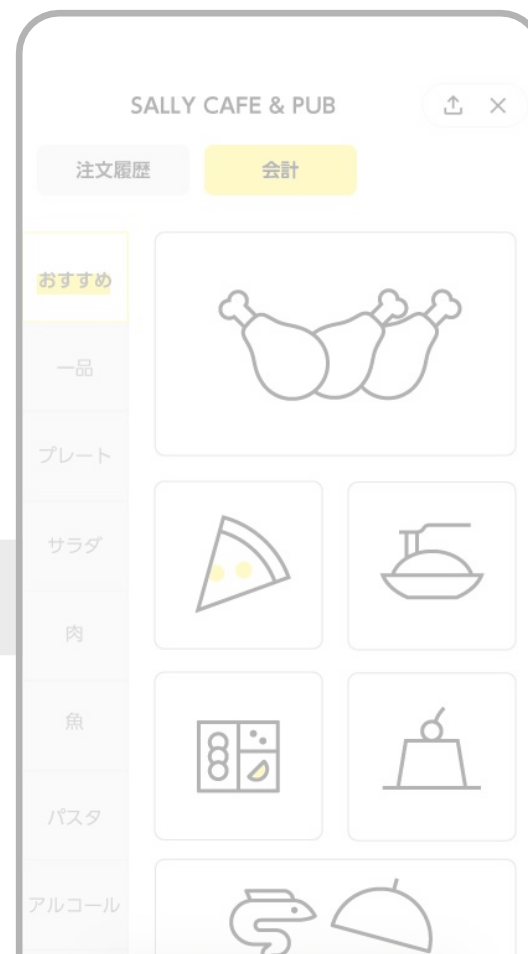 SALLY CAFE & PUB
注文履歴
会計
おすすめ
一品
プレート
サラダ
肉
魚
パスタ
アルコール